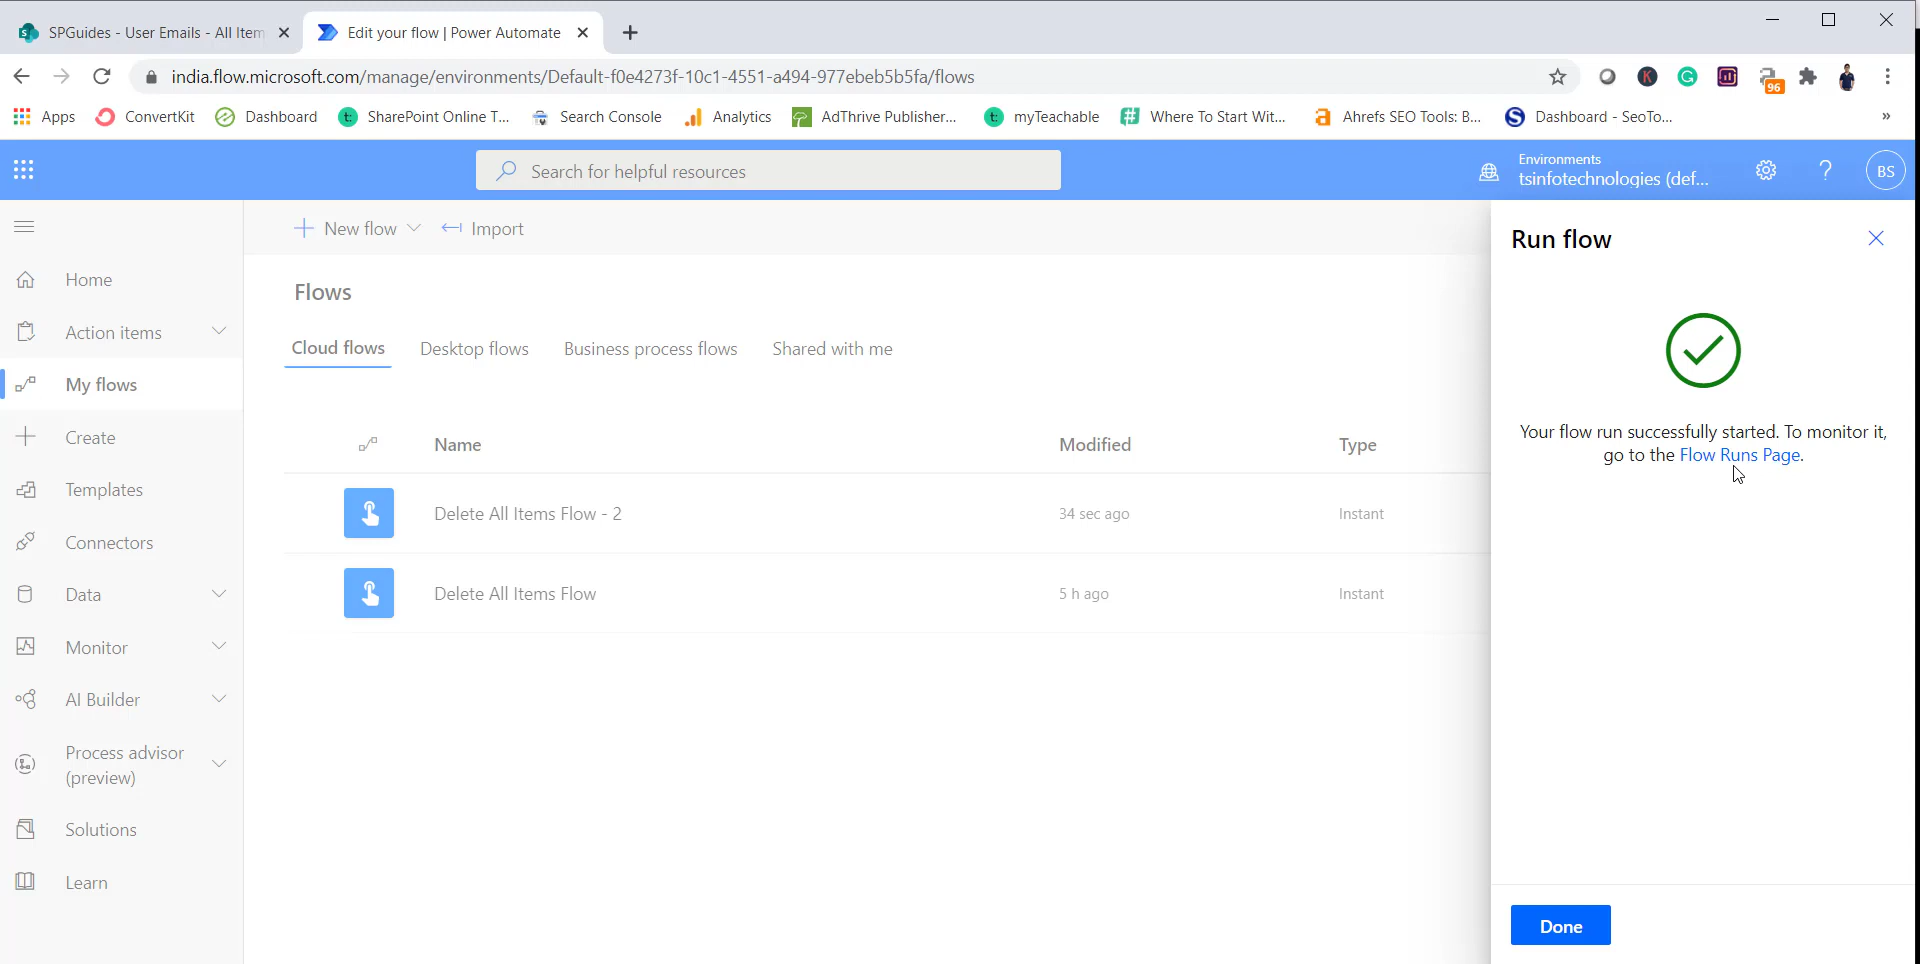 SPGuides - User Emails - All Item
Edit your flow | Power Automate
india.flow.microsoft.com/manage/environments/Default-f0e4273f-10c1-4551-a494-977ebeb5b5fa/flows
K
G
96
Apps
ConvertKit
Dashboard
SharePoint Online T...
Search Console
Analytics
AdThrive Publisher...
myTeachable
Where To Start Wit...
Ahrefs SEO Tools: B...
Dashboard - SeoTo...
»
Search for helpful resources
Environments
tsinfotechnologies (def...
?
BS
New flow
Import
Run flow
Home
Action items
My flows
Create
Templates
Connectors
Data
Monitor
AI Builder
Process advisor
(preview)
Solutions
Learn
Flows
Cloud flows
Desktop flows
Business process flows
Shared with me
Name
Modified
Type
Delete All Items Flow - 2
34 sec ago
Instant
Delete All Items Flow
5 h ago
Instant
Your flow run successfully started. To monitor it,
go to the Flow Runs Page.
Done